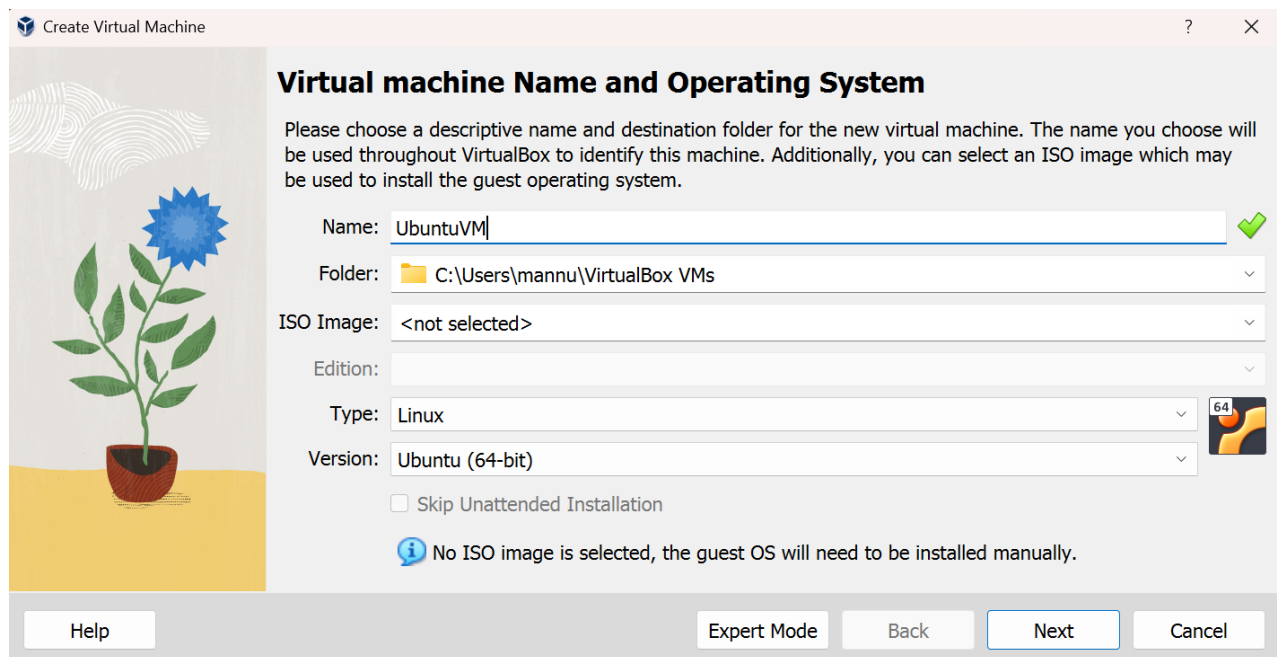 Create Virtual Machine ?
Virtual machine Name and Operating System
Please choose a descriptive name and destination folder for the new virtual machine. The name you choose will
be used throughout VirtualBox to identify this machine. Additionally, you can select an ISO image which may
be used to install the guest operating system.
Name: UbuntuVM
Folder: C:\Users\mannu\VirtualBox VMs
ISO Image: <not selected>
Edition:
Type: Linux
64
Version: Ubuntu (64-bit)
Skip Unattended Installation
No ISO image is selected, the guest OS will need to be installed manually.
Help Expert Mode Back Next Cancel